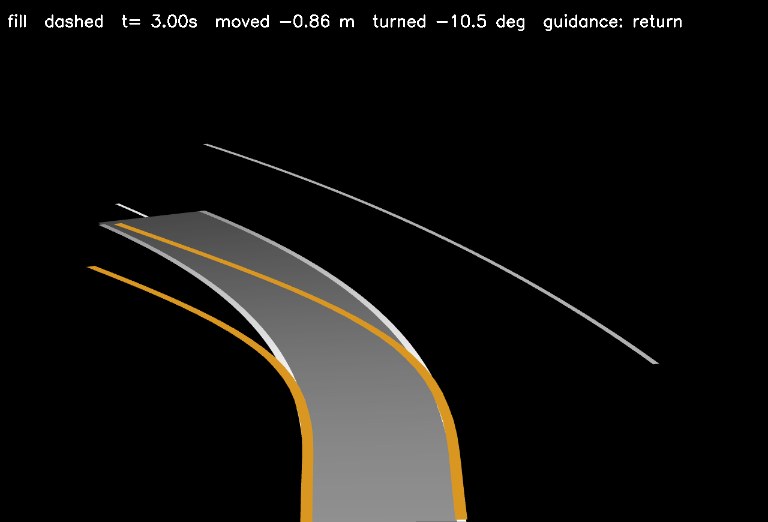 fill dashed t= 3.00s moved −0.86 m turned −10.5 deg guidance: return